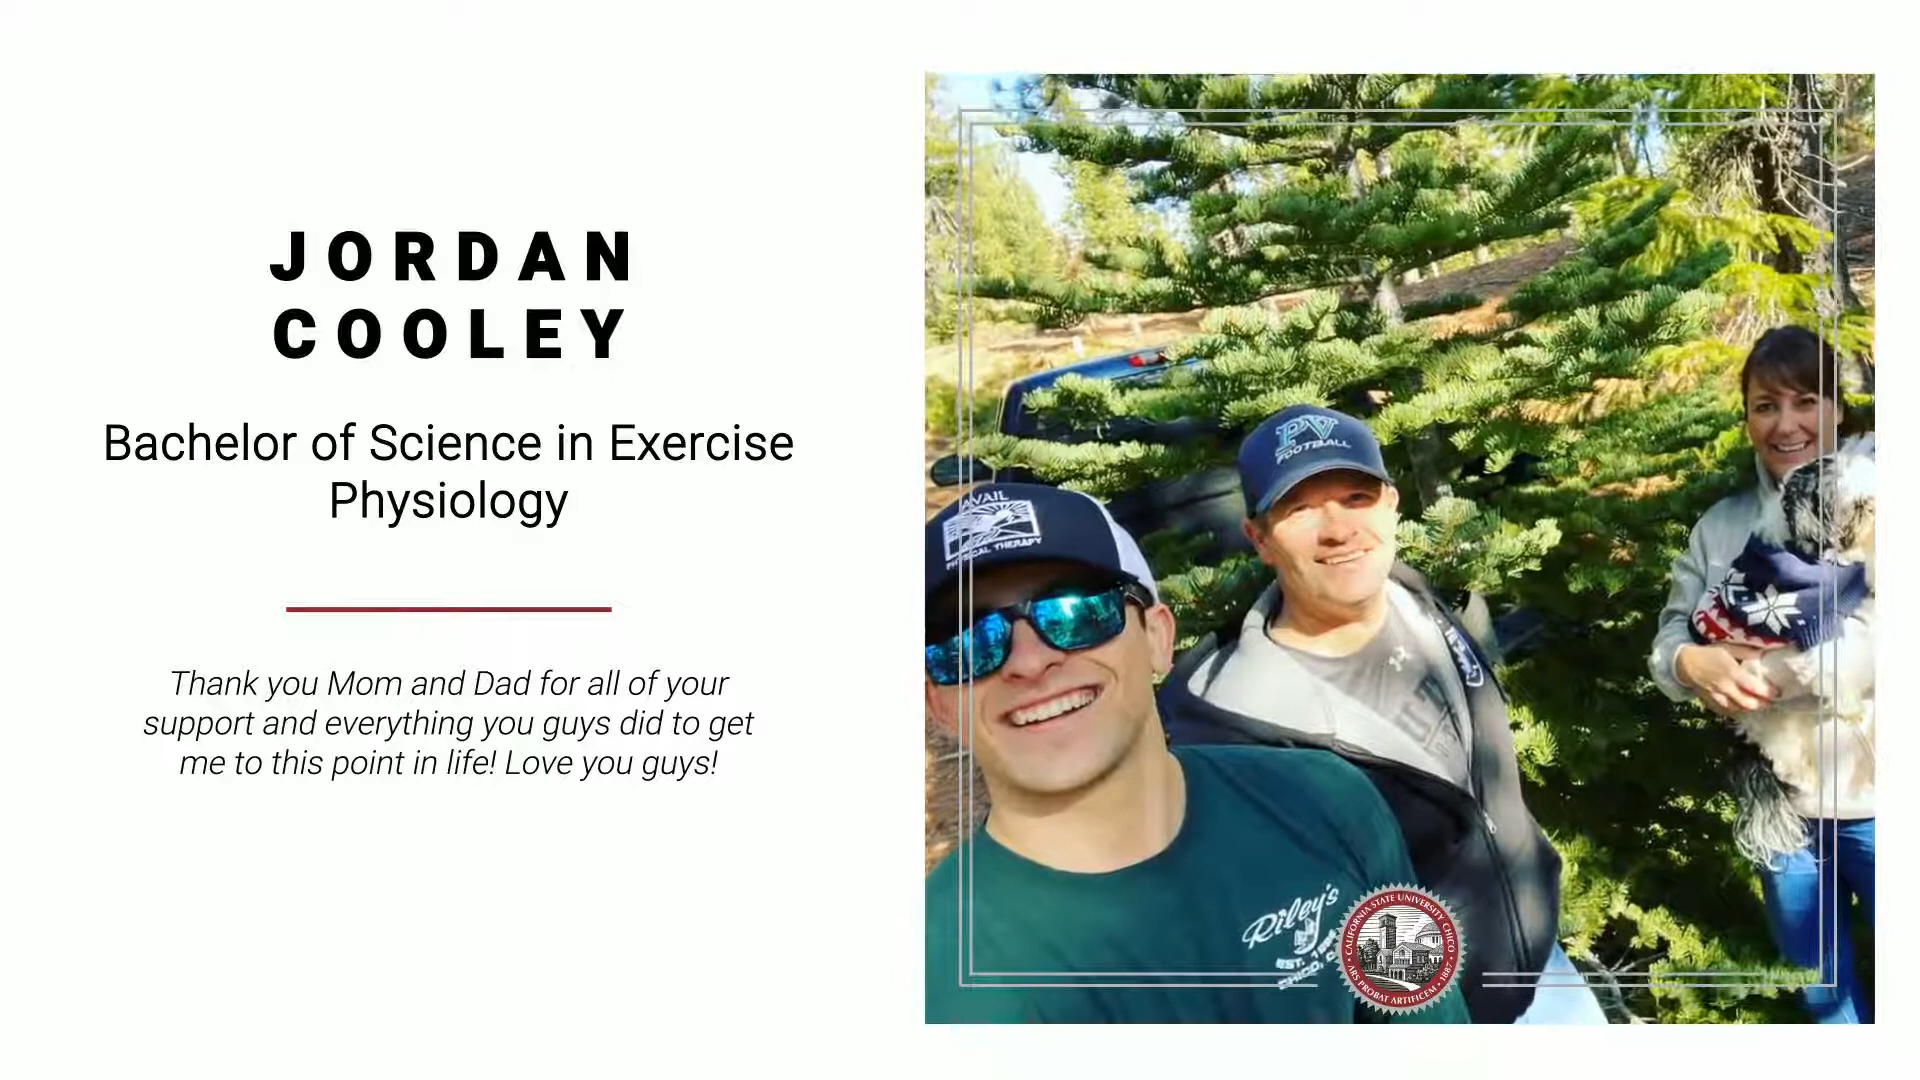 JORDAN
COOLEY
Bachelor of Science in Exercise
Physiology
Thank you Mom and Dad for all of your
support and everything you guys did to get
me to this point in life! Love you guys!
PV
FOOTBALL
AVAIL
PHYSICAL THERAPY
Riley's
EST.
CHICO,
CALIFORNIA STATE UNIVERSITY CHICO
ARS PROBAT ARTIFICEM • 1887